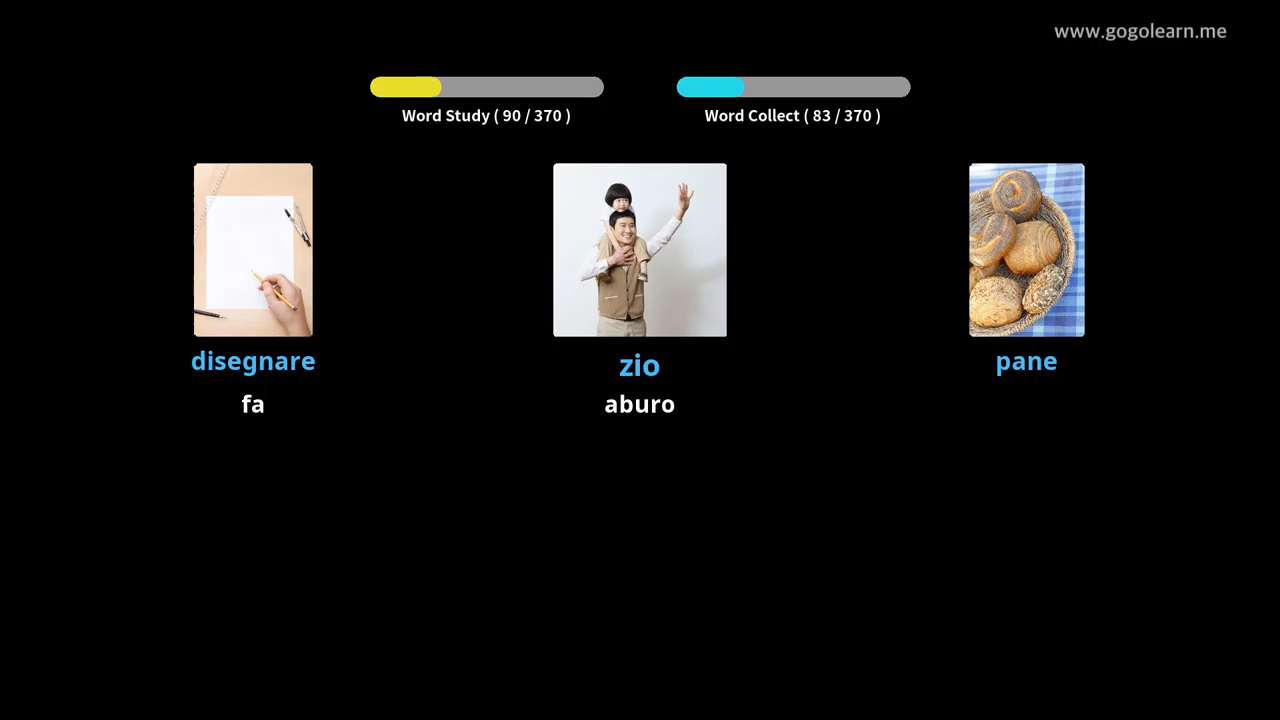 www.gogolearn.me
Word Study ( 90 / 370 )
Word Collect ( 83 / 370 )
disegnare
zio
pane
fa
aburo